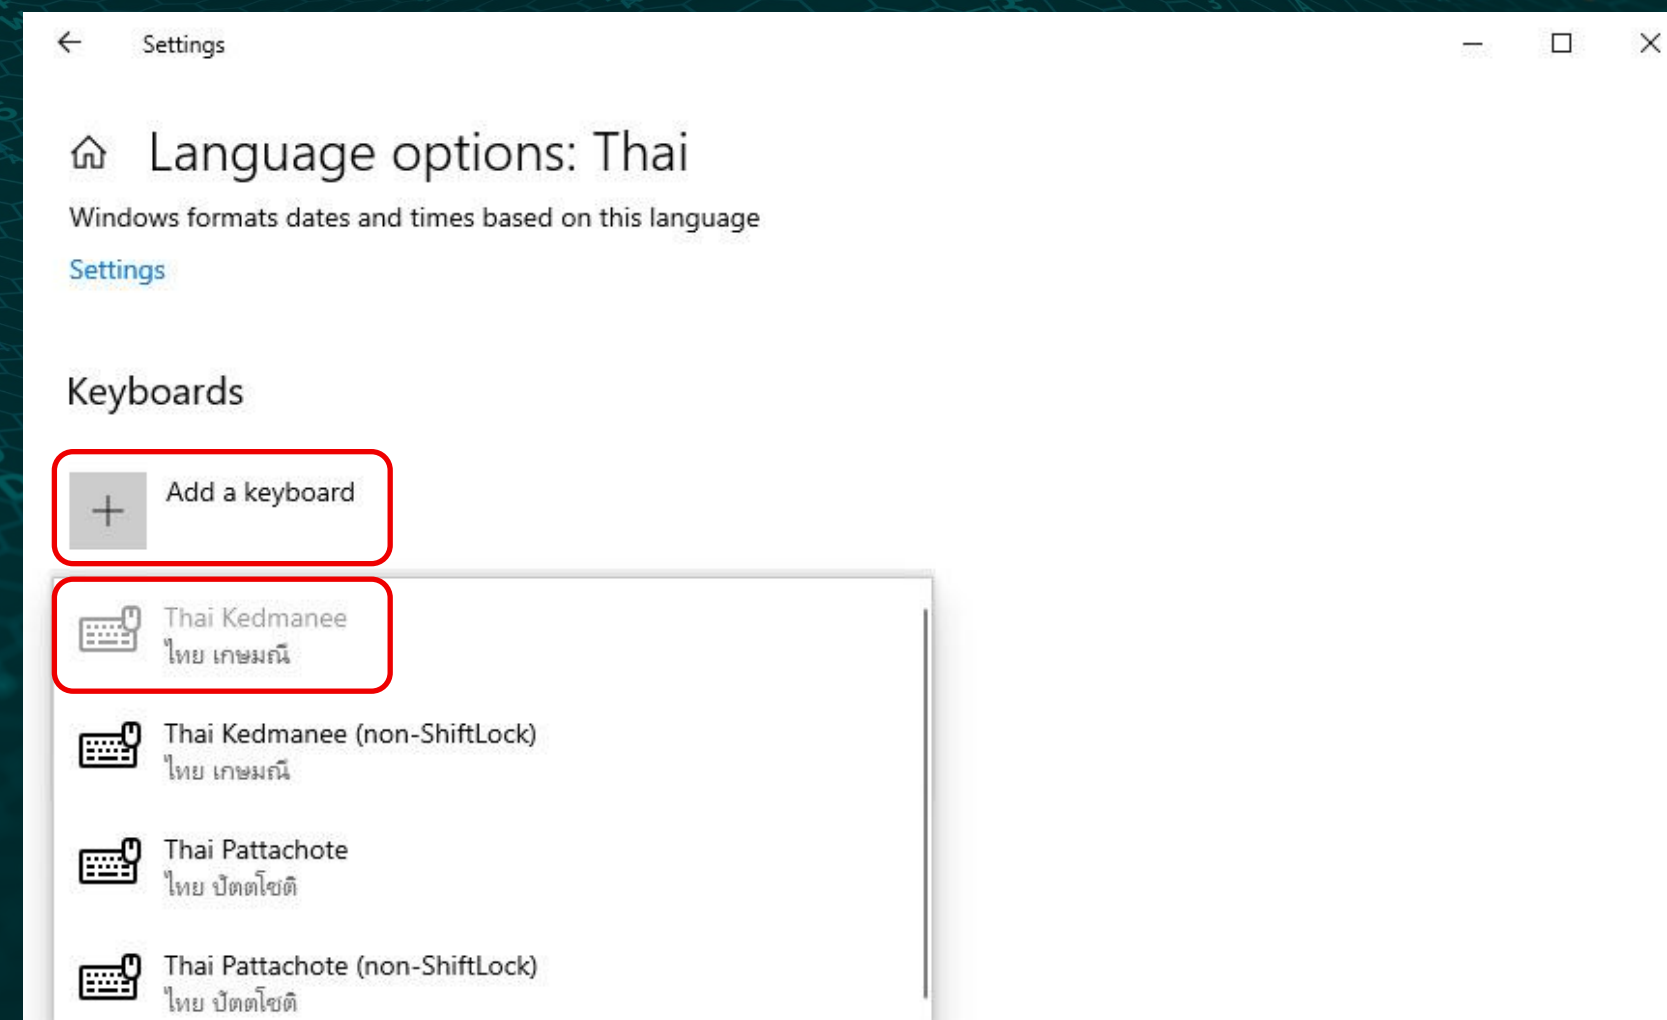 Settings
Language options: Thai
Windows formats dates and times based on this language
Settings
Keyboards
Add a keyboard
Thai Kedmanee
ไทย เกษมณี
Thai Kedmanee (non-ShiftLock)
ไทย เกษมณี
Thai Pattachote
ไทย ปัตตโชติ
Thai Pattachote (non-ShiftLock)
ไทย ปัตตโชติ